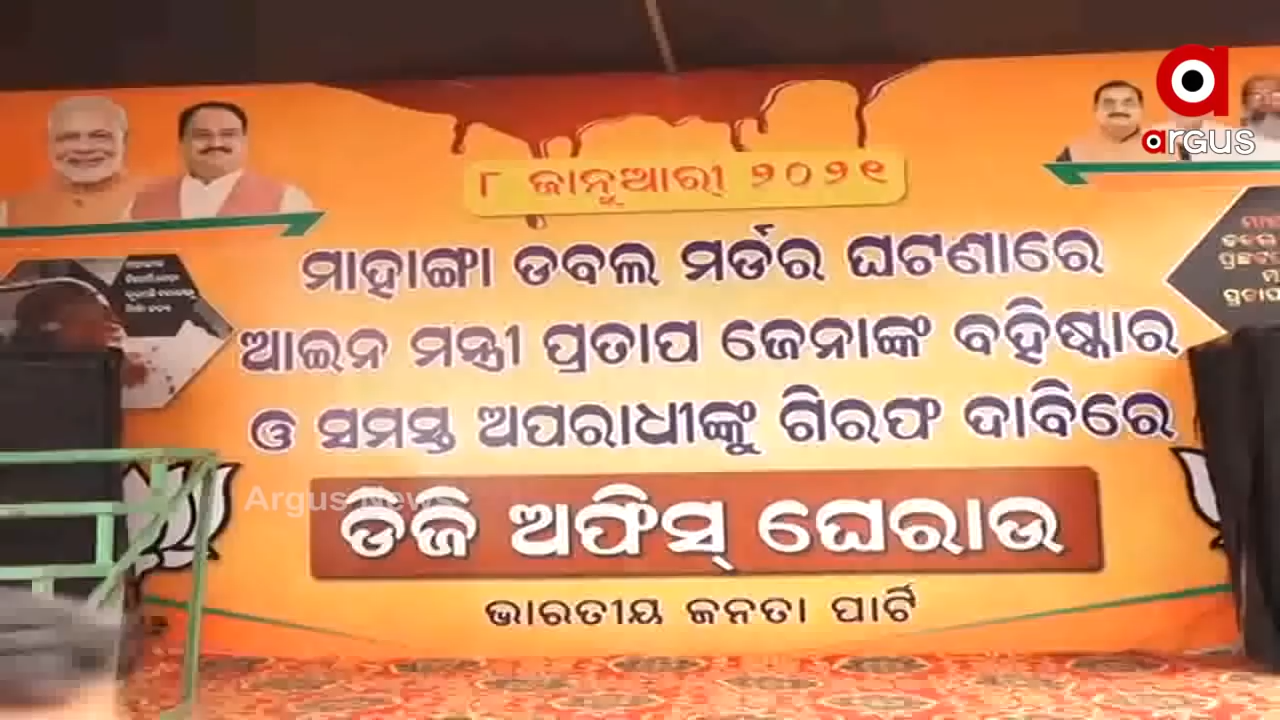 argus
୮ ଜାନୁଆରୀ ୨୦୨୧
ମାହାଙ୍ଗା ଡବଲ ମର୍ଡର ଘଟଣାରେ
ଆଇନ ମନ୍ତ୍ରୀ ପ୍ରତାପ ଜେନାଙ୍କ ବହିଷ୍କାର
ଓ ସମସ୍ତ ଅପରାଧୀଙ୍କୁ ଗିରଫ ଦାବିରେ
Argus News
ଡିଜି ଅଫିସ୍ ଘେରାଉ
ଭାରତୀୟ ଜନତା ପାର୍ଟି